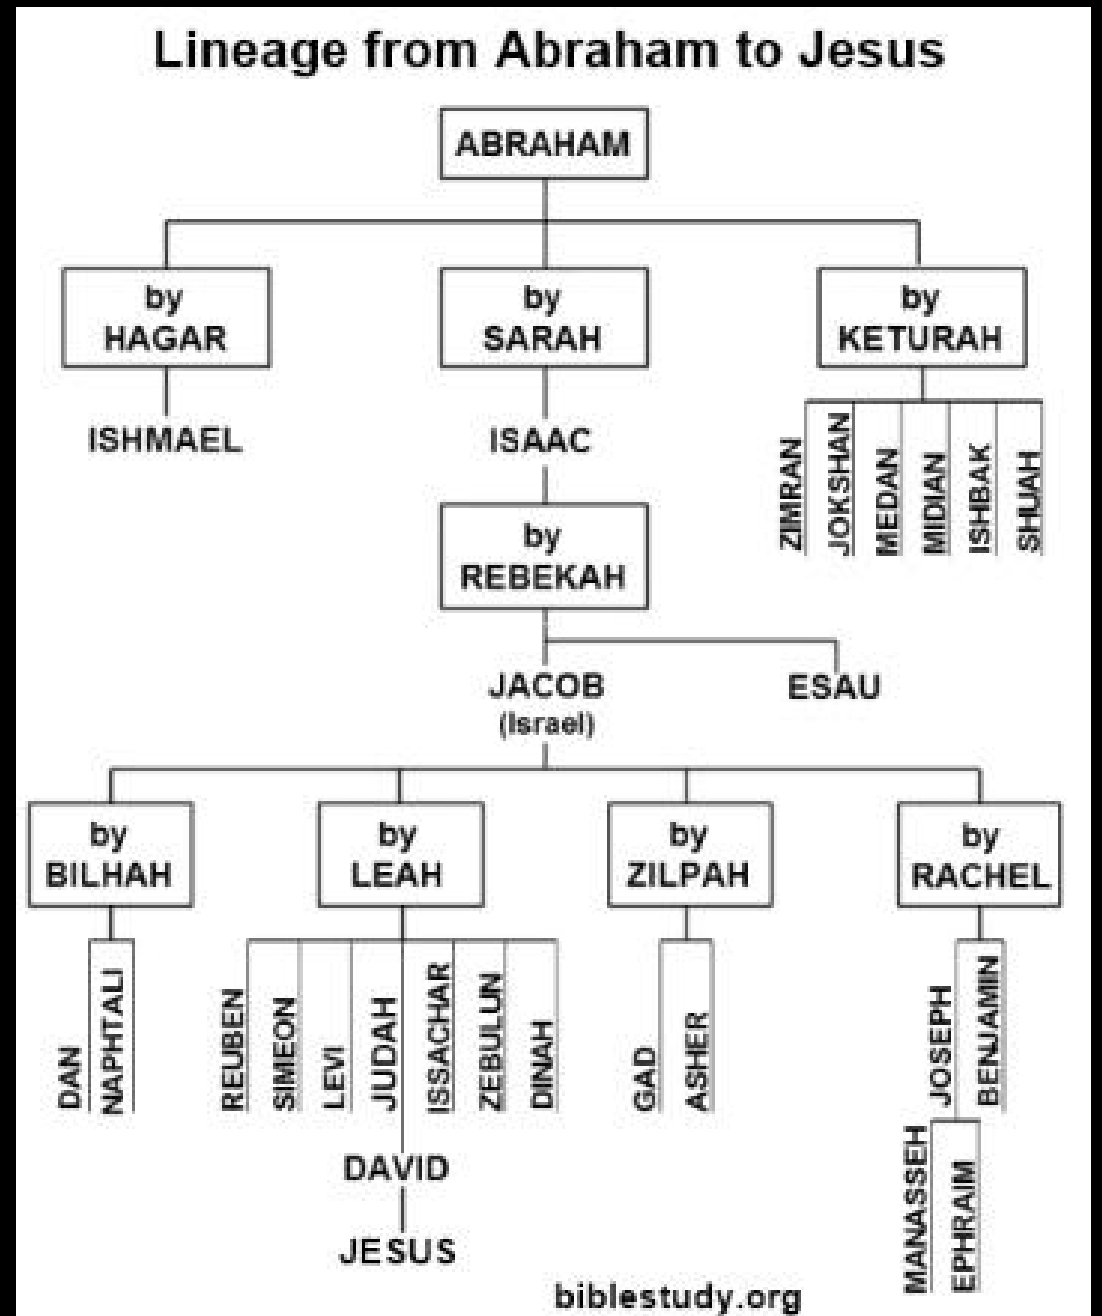 Lineage from Abraham to Jesus
ABRAHAM
by
HAGAR
by
SARAH
by
KETURAH
ISHMAEL
ISAAC
ZIMRAN
JOKSHAN
MEDAN
MIDIAN
ISHBAK
SHUAH
by
REBEKAH
JACOB
(Israel)
ESAU
by
BILHAH
by
LEAH
by
ZILPAH
by
RACHEL
DAN
NAPHTALI
REUBEN
SIMEON
LEVI
JUDAH
ISSACHAR
ZEBULUN
DINAH
GAD
ASHER
JOSEPH
BENJAMIN
DAVID
JESUS
MANASSEH
EPHRAIM
biblestudy.org